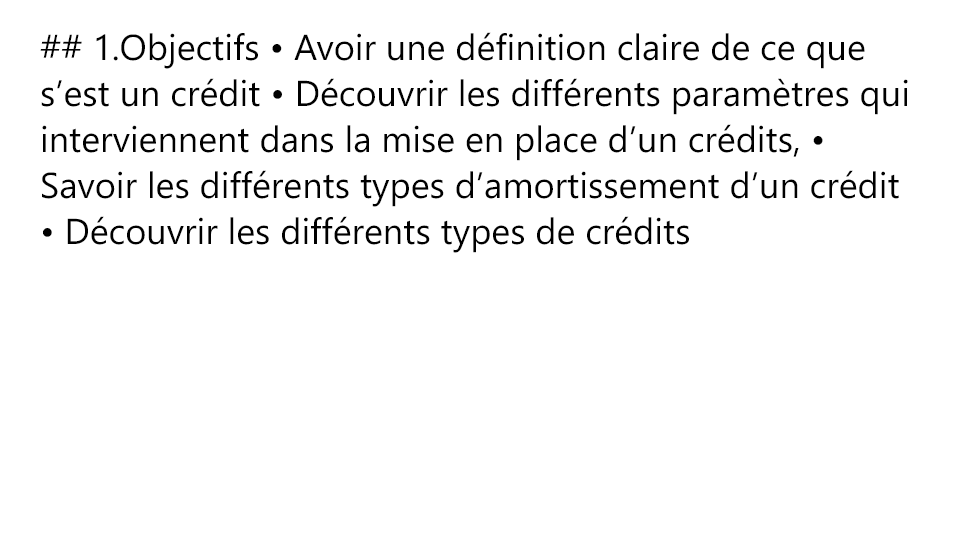 ## 1.Objectifs • Avoir une définition claire de ce que
s’est un crédit • Découvrir les différents paramètres qui
interviennent dans la mise en place d’un crédits, •
Savoir les différents types d’amortissement d’un crédit
• Découvrir les différents types de crédits